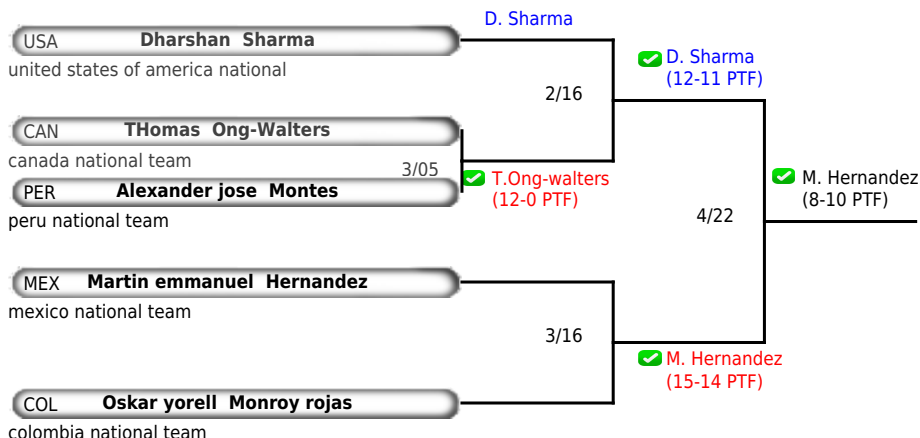 D. Sharma
USA Dharshan Sharma
united states of america national
D. Sharma
(12-11 PTF)
2/16
CAN THomas Ong-Walters
canada national team
3/05
T.Ong-walters
(12-0 PTF)
PER Alexander jose Montes
peru national team
M. Hernandez
(8-10 PTF)
4/22
MEX Martin emmanuel Hernandez
mexico national team
3/16
M. Hernandez
(15-14 PTF)
COL Oskar yorell Monroy rojas
colombia national team